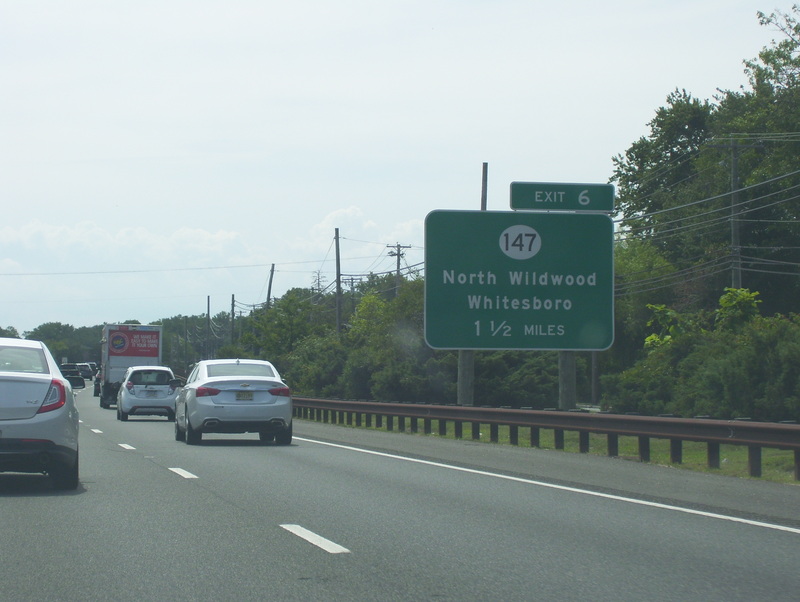 EXIT 6
147
North Wildwood
Whitesboro
1 1/2 MILES